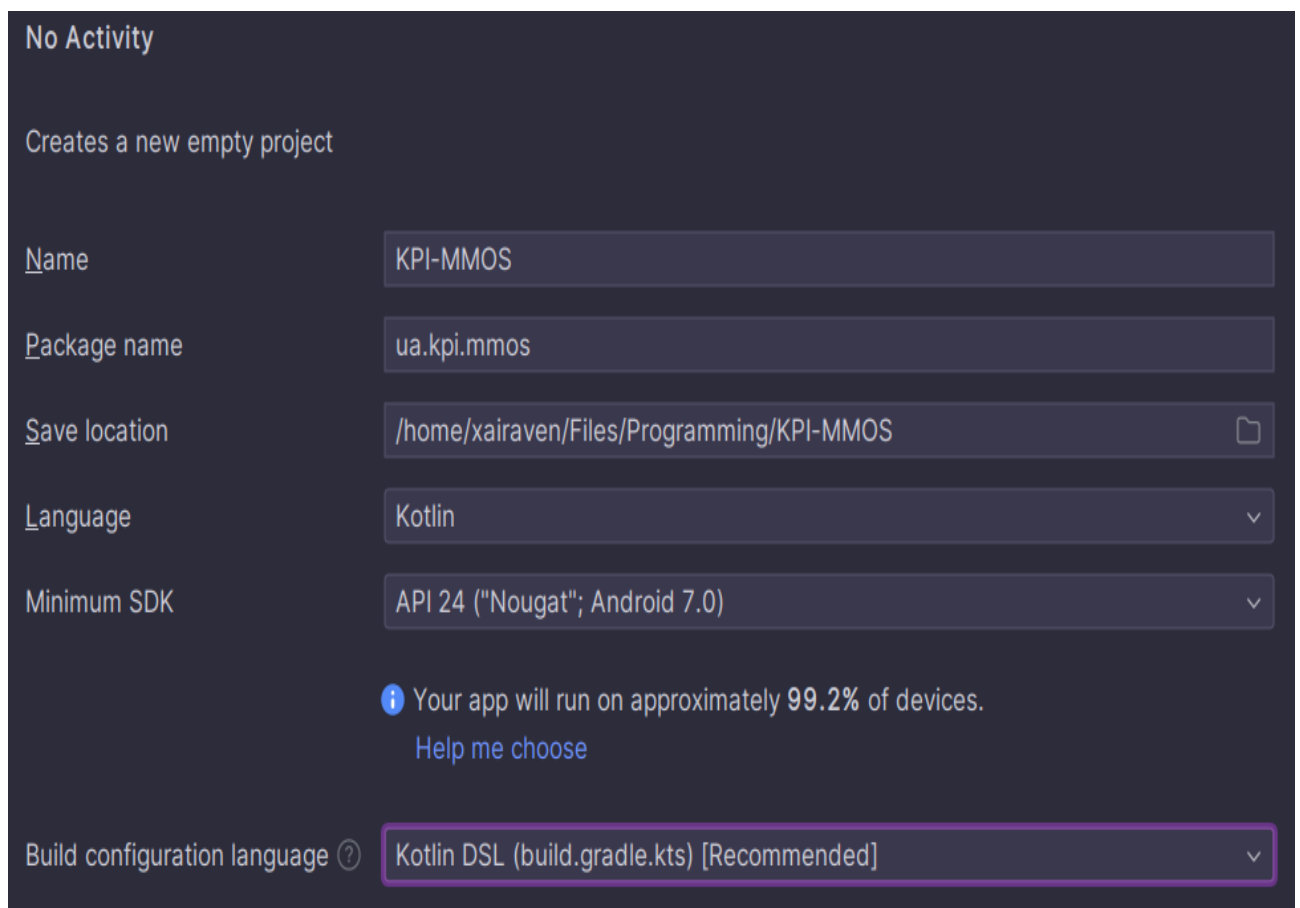 No Activity
Creates a new empty project
Name KPI-MMOS
Package name ua.kpi.mmos
Save location /home/xairaven/Files/Programming/KPI-MMOS
Language Kotlin
Minimum SDK API 24 ("Nougat"; Android 7.0)
Your app will run on approximately 99.2% of devices.
Help me choose
Build configuration language ? Kotlin DSL (build.gradle.kts) [Recommended]